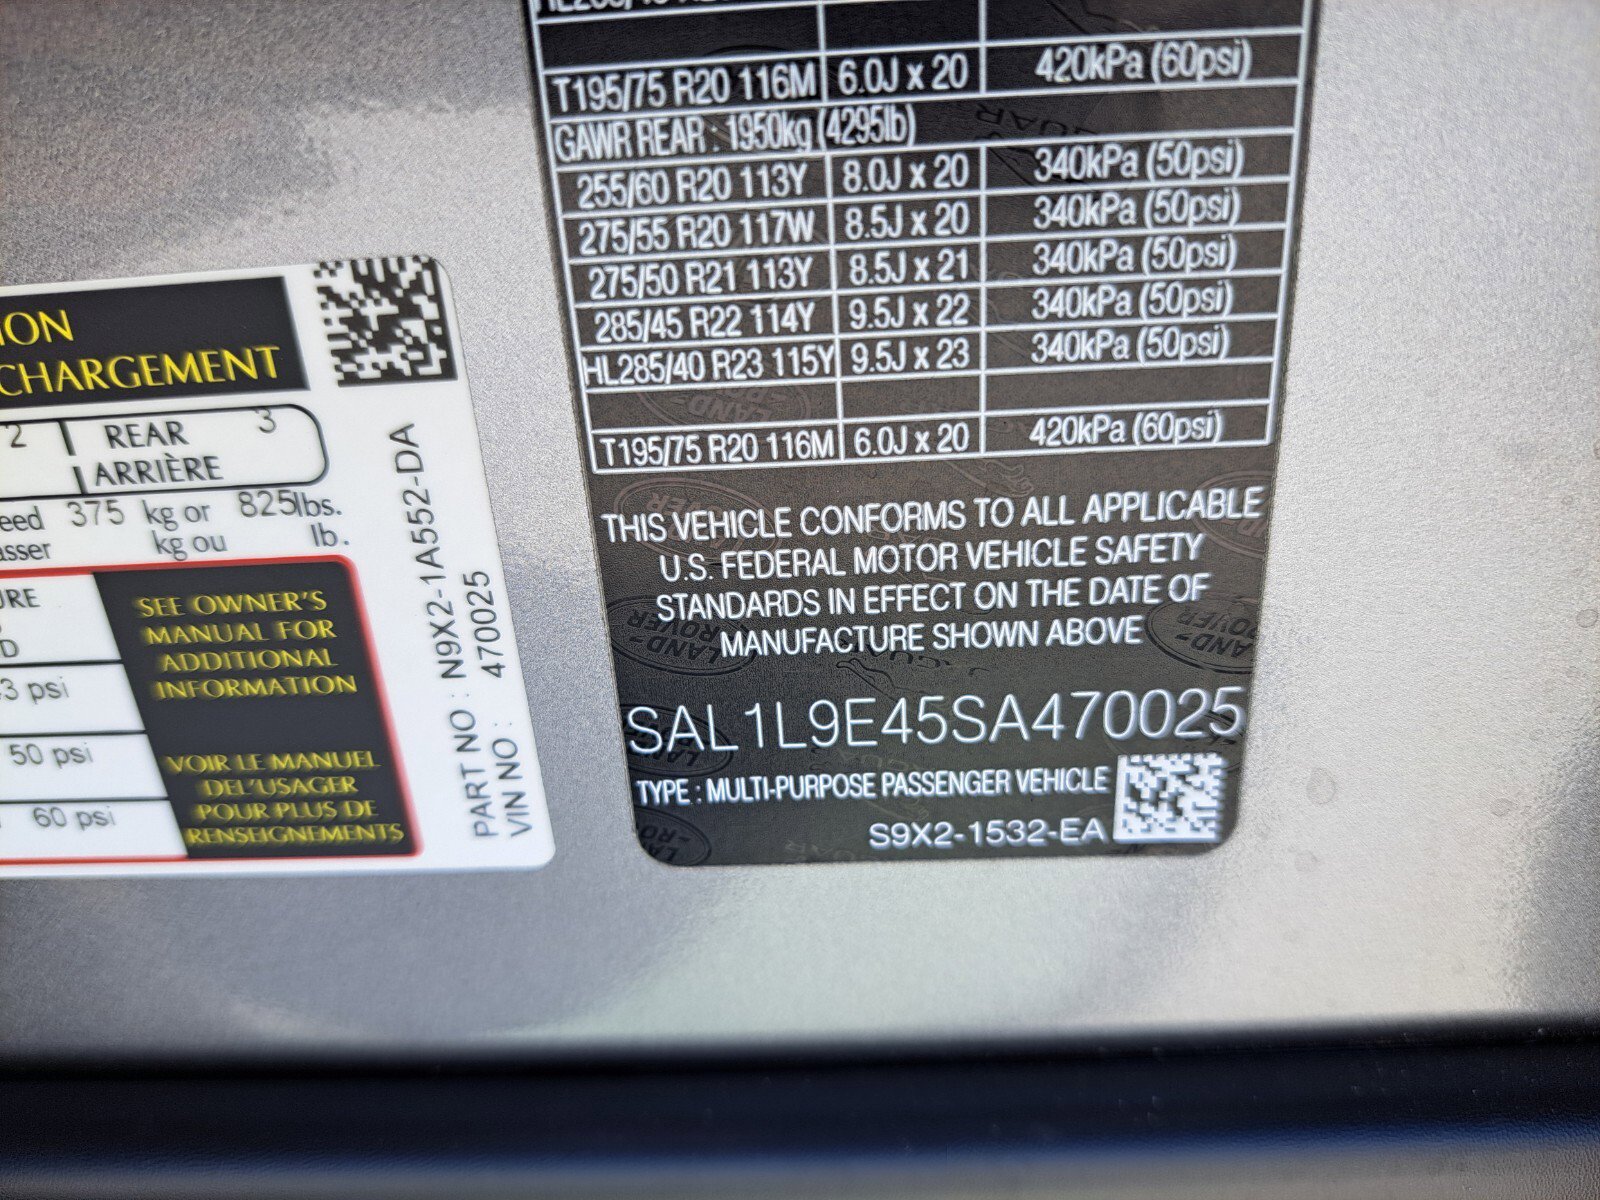 ION
CHARGEMENT
2 REAR 3
ARRIÈRE
eed 375 kg or 825lbs.
asser kg ou lb.
URE
D
3 psi
50 psi
60 psi
SEE OWNER'S
MANUAL FOR
ADDITIONAL
INFORMATION
VOIR LE MANUEL
DEL'USAGER
POUR PLUS DE
RENSEIGNEMENTS
PART NO : N9X2-1A552-DA
VIN NO : 470025
T195/75 R20 116M 6.0J x 20 420kPa (60psi)
GAWR REAR : 1950kg (4295lb)
255/60 R20 113Y 8.0J x 20 340kPa (50psi)
275/55 R20 117W 8.5J x 20 340kPa (50psi)
275/50 R21 113Y 8.5J x 21 340kPa (50psi)
285/45 R22 114Y 9.5J x 22 340kPa (50psi)
HL285/40 R23 115Y 9.5J x 23 340kPa (50psi)
T195/75 R20 116M 6.0J x 20 420kPa (60psi)
THIS VEHICLE CONFORMS TO ALL APPLICABLE
U.S. FEDERAL MOTOR VEHICLE SAFETY
STANDARDS IN EFFECT ON THE DATE OF
MANUFACTURE SHOWN ABOVE
SAL1L9E45SA470025
TYPE : MULTI-PURPOSE PASSENGER VEHICLE
S9X2-1532-EA